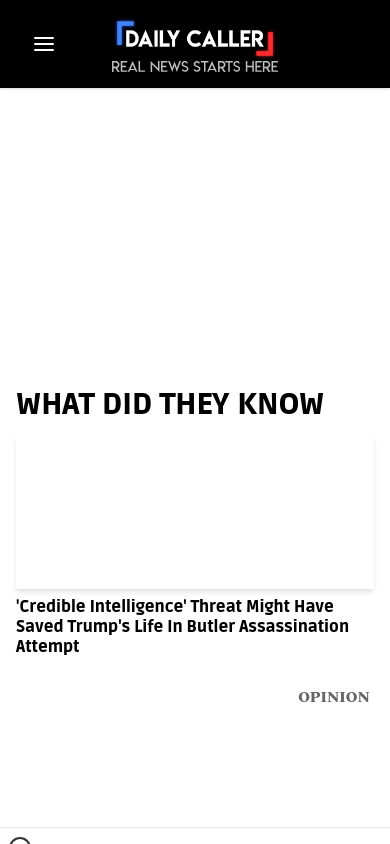 DAILY CALLER
REAL NEWS STARTS HERE
WHAT DID THEY KNOW
'Credible Intelligence' Threat Might Have
Saved Trump's Life In Butler Assassination
Attempt
OPINION